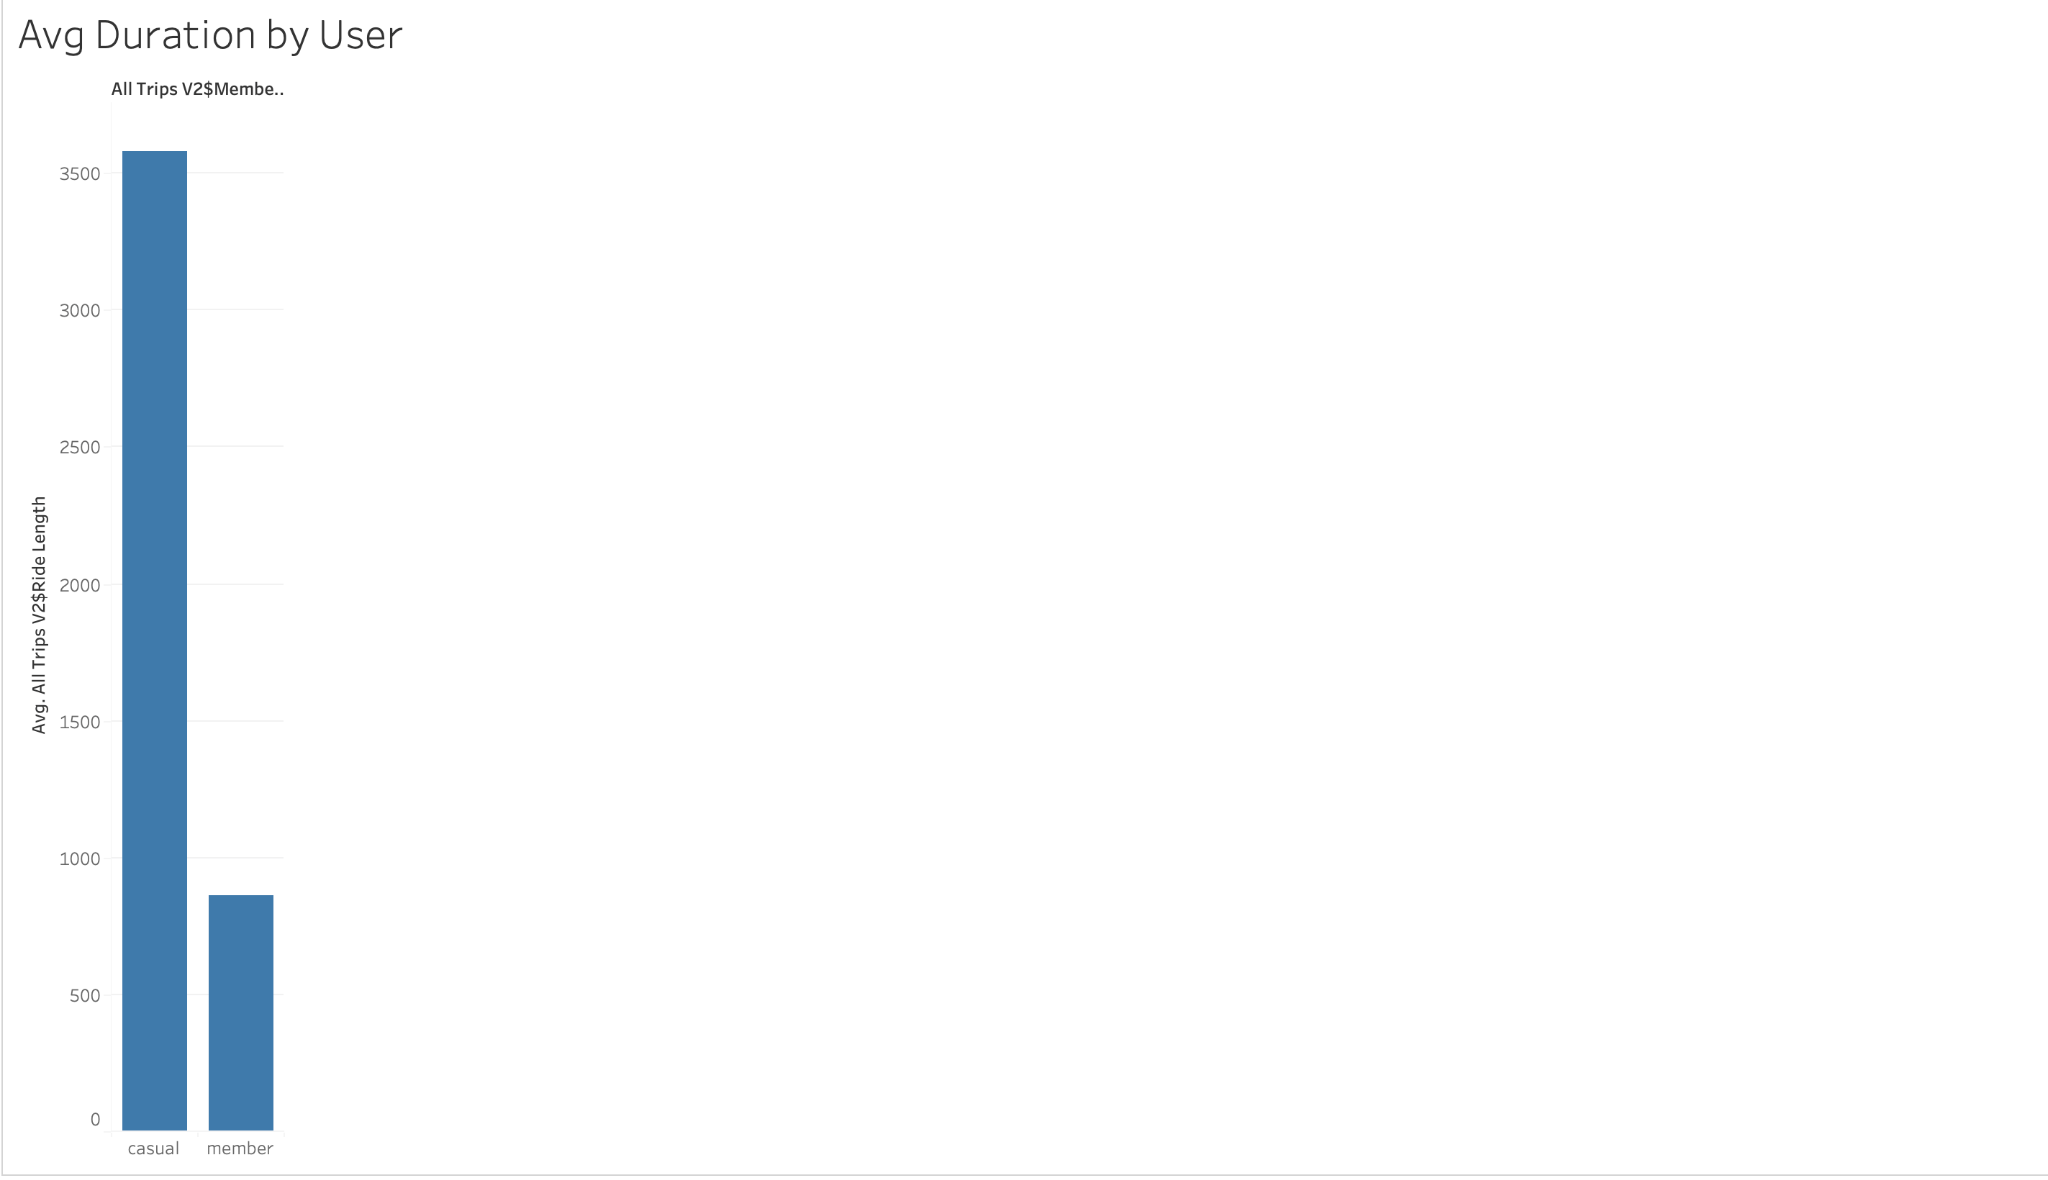 Avg Duration by User
All Trips V2$Membe..
3500
3000
2500
2000
1500
1000
500
0
Avg. All Trips V2$Ride Length
casual member